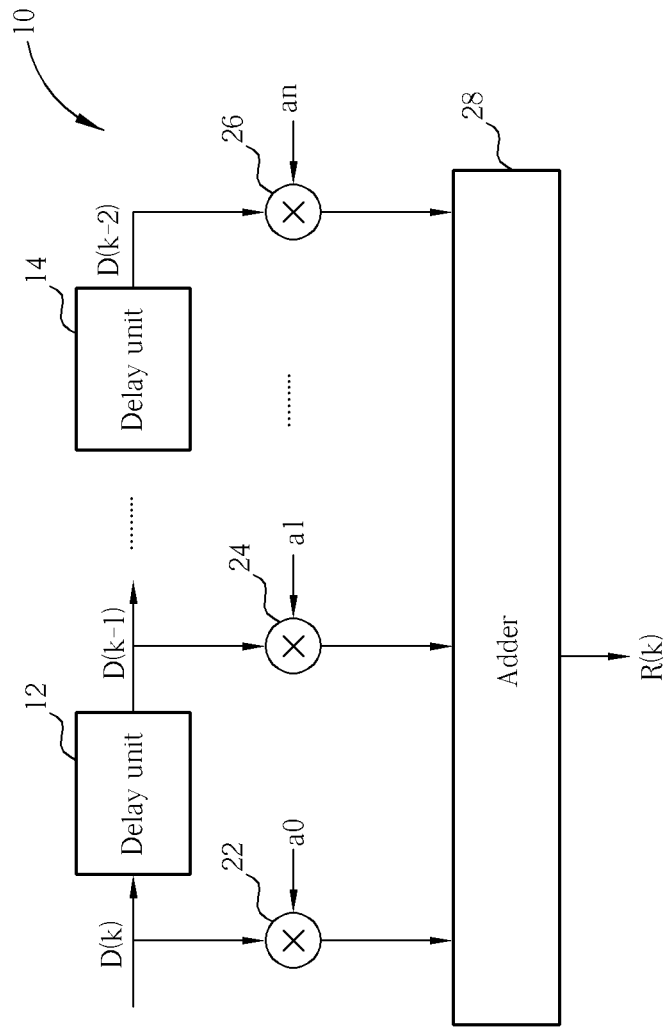 10
12
14
D(k)
Delay unit
D(k-1)
........
Delay unit
D(k-2)
22
a0
24
a1
........
26
an
28
Adder
R(k)